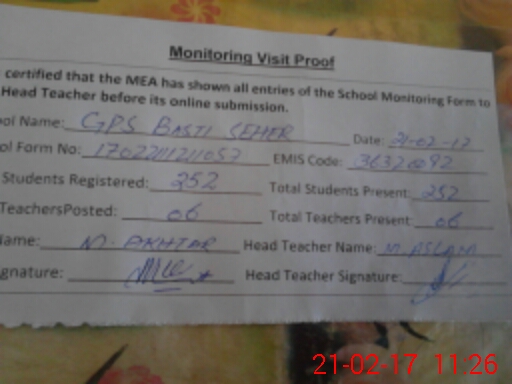 Monitoring Visit Proof
certified that the MEA has shown all entries of the School Monitoring Form to
Head Teacher before its online submission.
ool Name: GPS BASTI SEHER Date: 21-02-17
ol Form No: EMIS Code: 36320092
Students Registered: 252 Total Students Present: 252
TeachersPosted: 06 Total Teachers Present: 06
Name: M. AKHTAR Head Teacher Name: M. ASLAM
gnature: Head Teacher Signature:
21-02-17 11:26